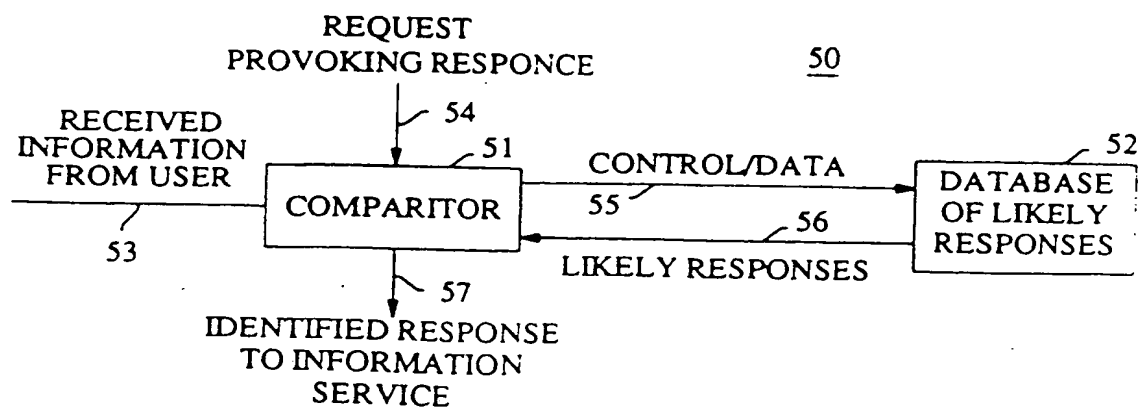 REQUEST
PROVOKING RESPONCE
50
54
RECEIVED
INFORMATION
FROM USER
51
52
COMPARITOR
CONTROL/DATA
55
DATABASE
OF LIKELY
RESPONSES
53
56
LIKELY RESPONSES
57
IDENTIFIED RESPONSE
TO INFORMATION
SERVICE